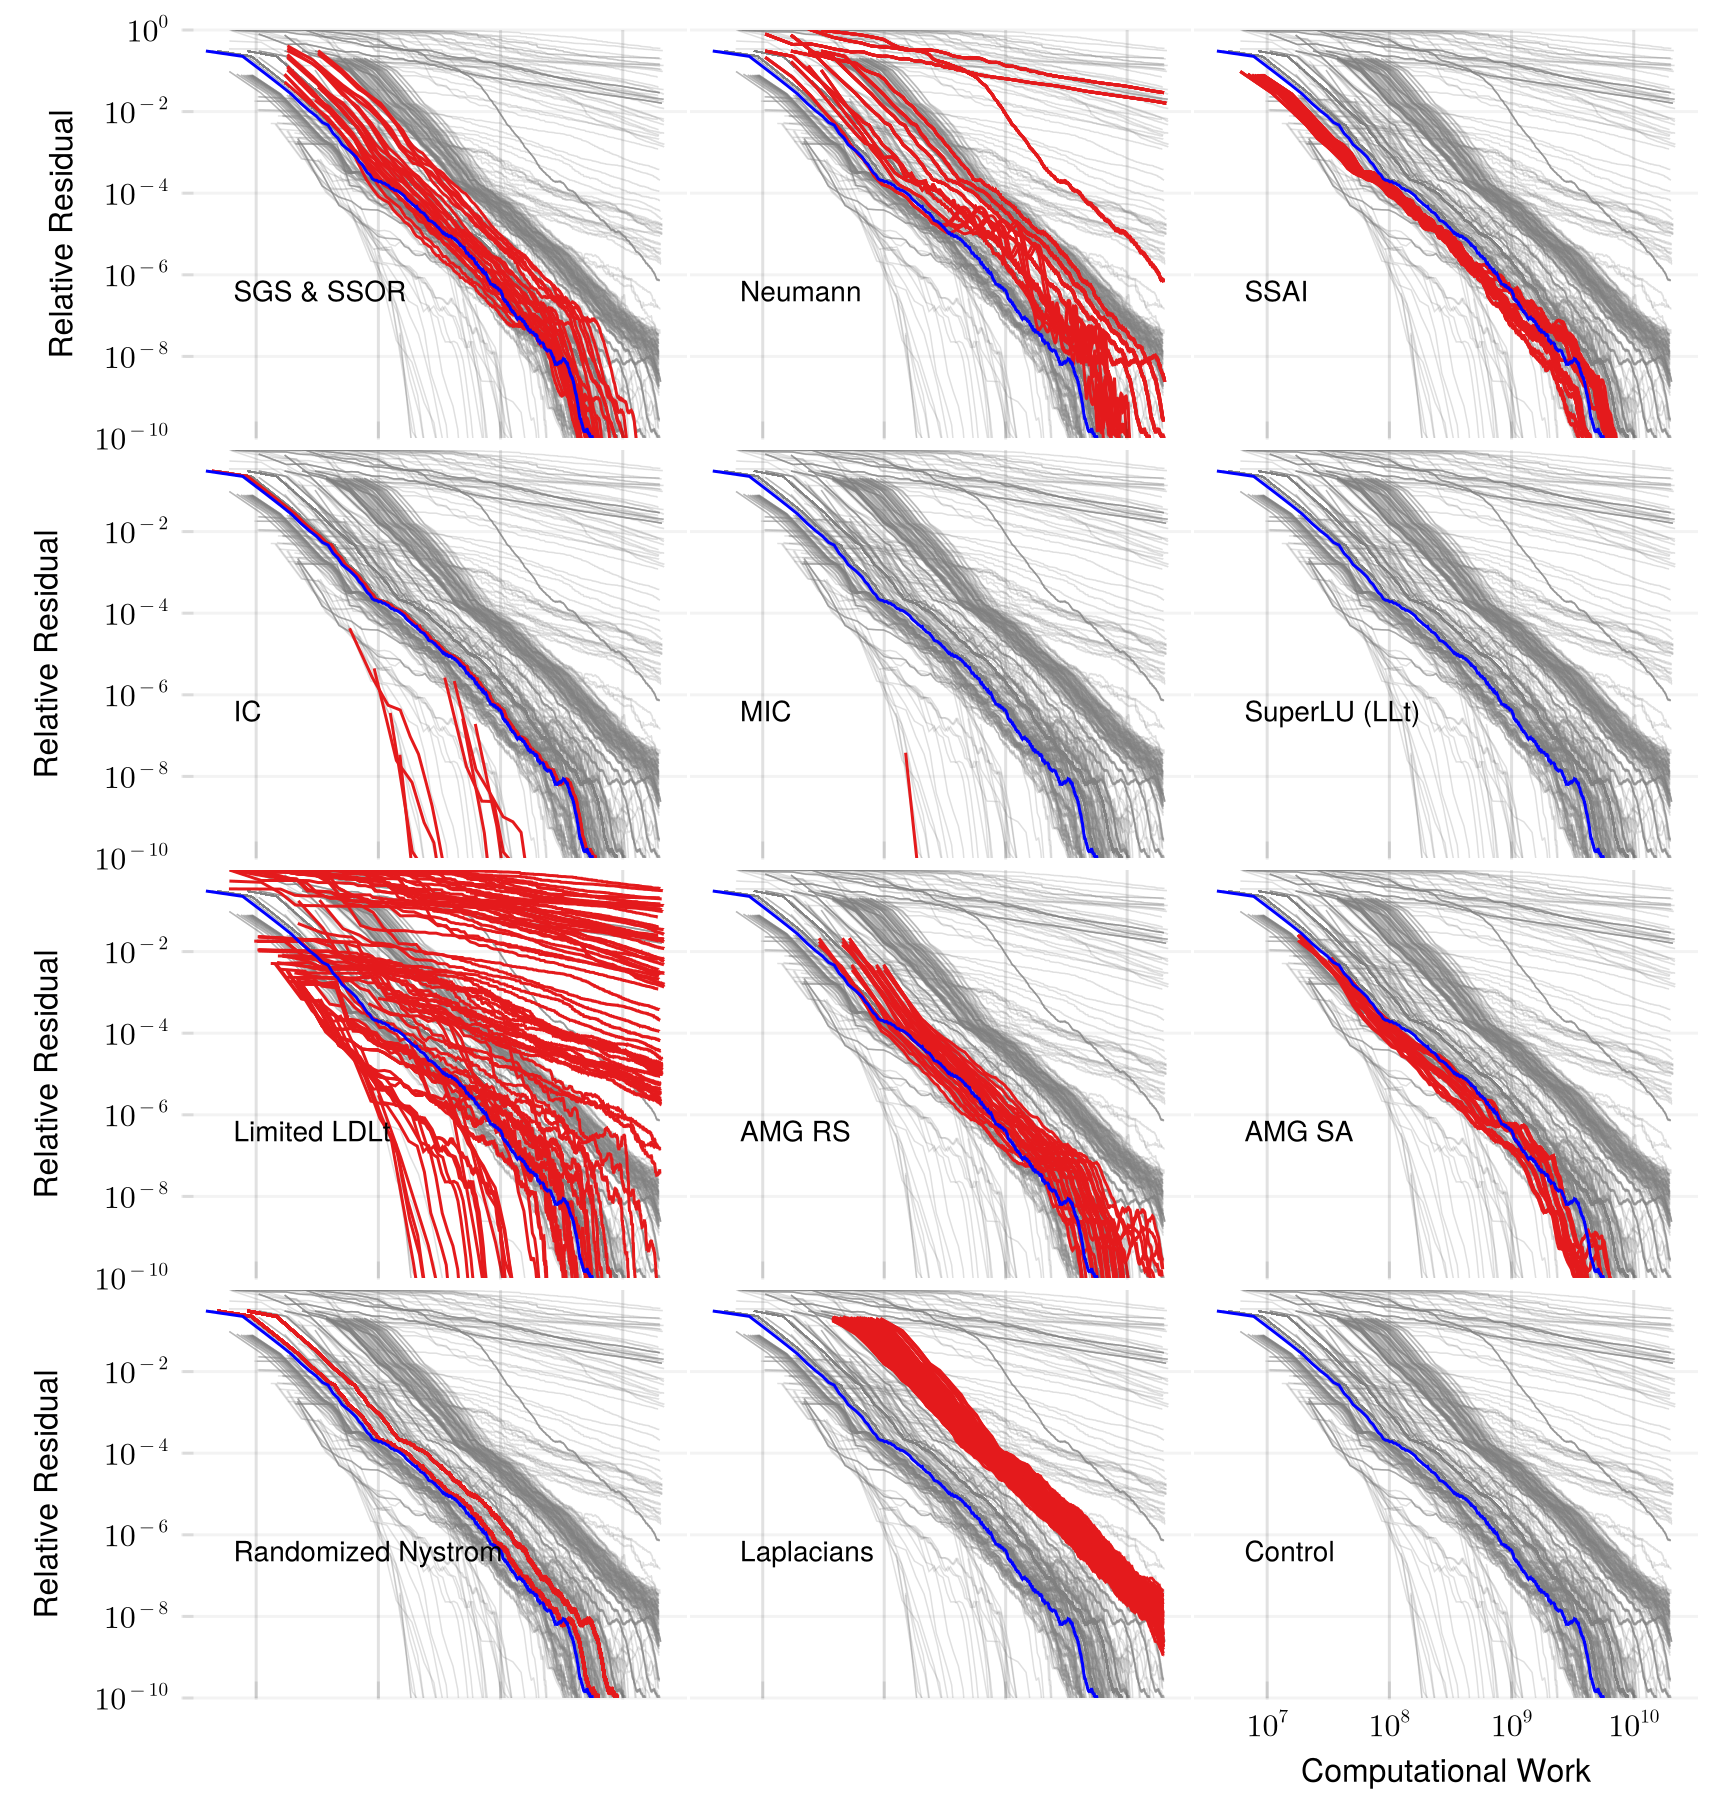 10^0
10^-2
10^-4
10^-6
10^-8
10^-10
Relative Residual
SGS & SSOR
Neumann
SSAI
10^-2
10^-4
10^-6
10^-8
10^-10
Relative Residual
IC
MIC
SuperLU (LLt)
10^-2
10^-4
10^-6
10^-8
10^-10
Relative Residual
Limited LDLt
AMG RS
AMG SA
10^-2
10^-4
10^-6
10^-8
10^-10
Relative Residual
Randomized Nystrom
Laplacians
Control
10^7 10^8 10^9 10^10
Computational Work